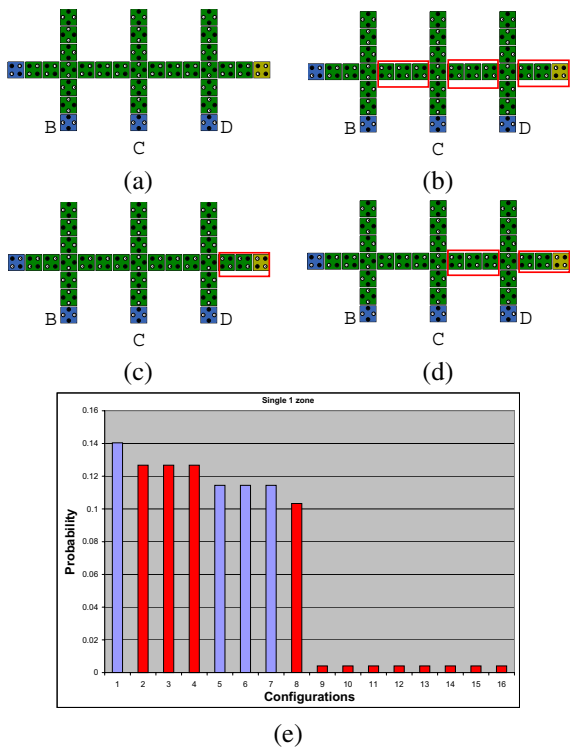 B C D
(a)
B C D
(b)
B C D
(c)
B C D
(d)
Single 1 zone
Probability
0.16
0.14
0.12
0.1
0.08
0.06
0.04
0.02
0
1 2 3 4 5 6 7 8 9 10 11 12 13 14 15 16
Configurations
(e)